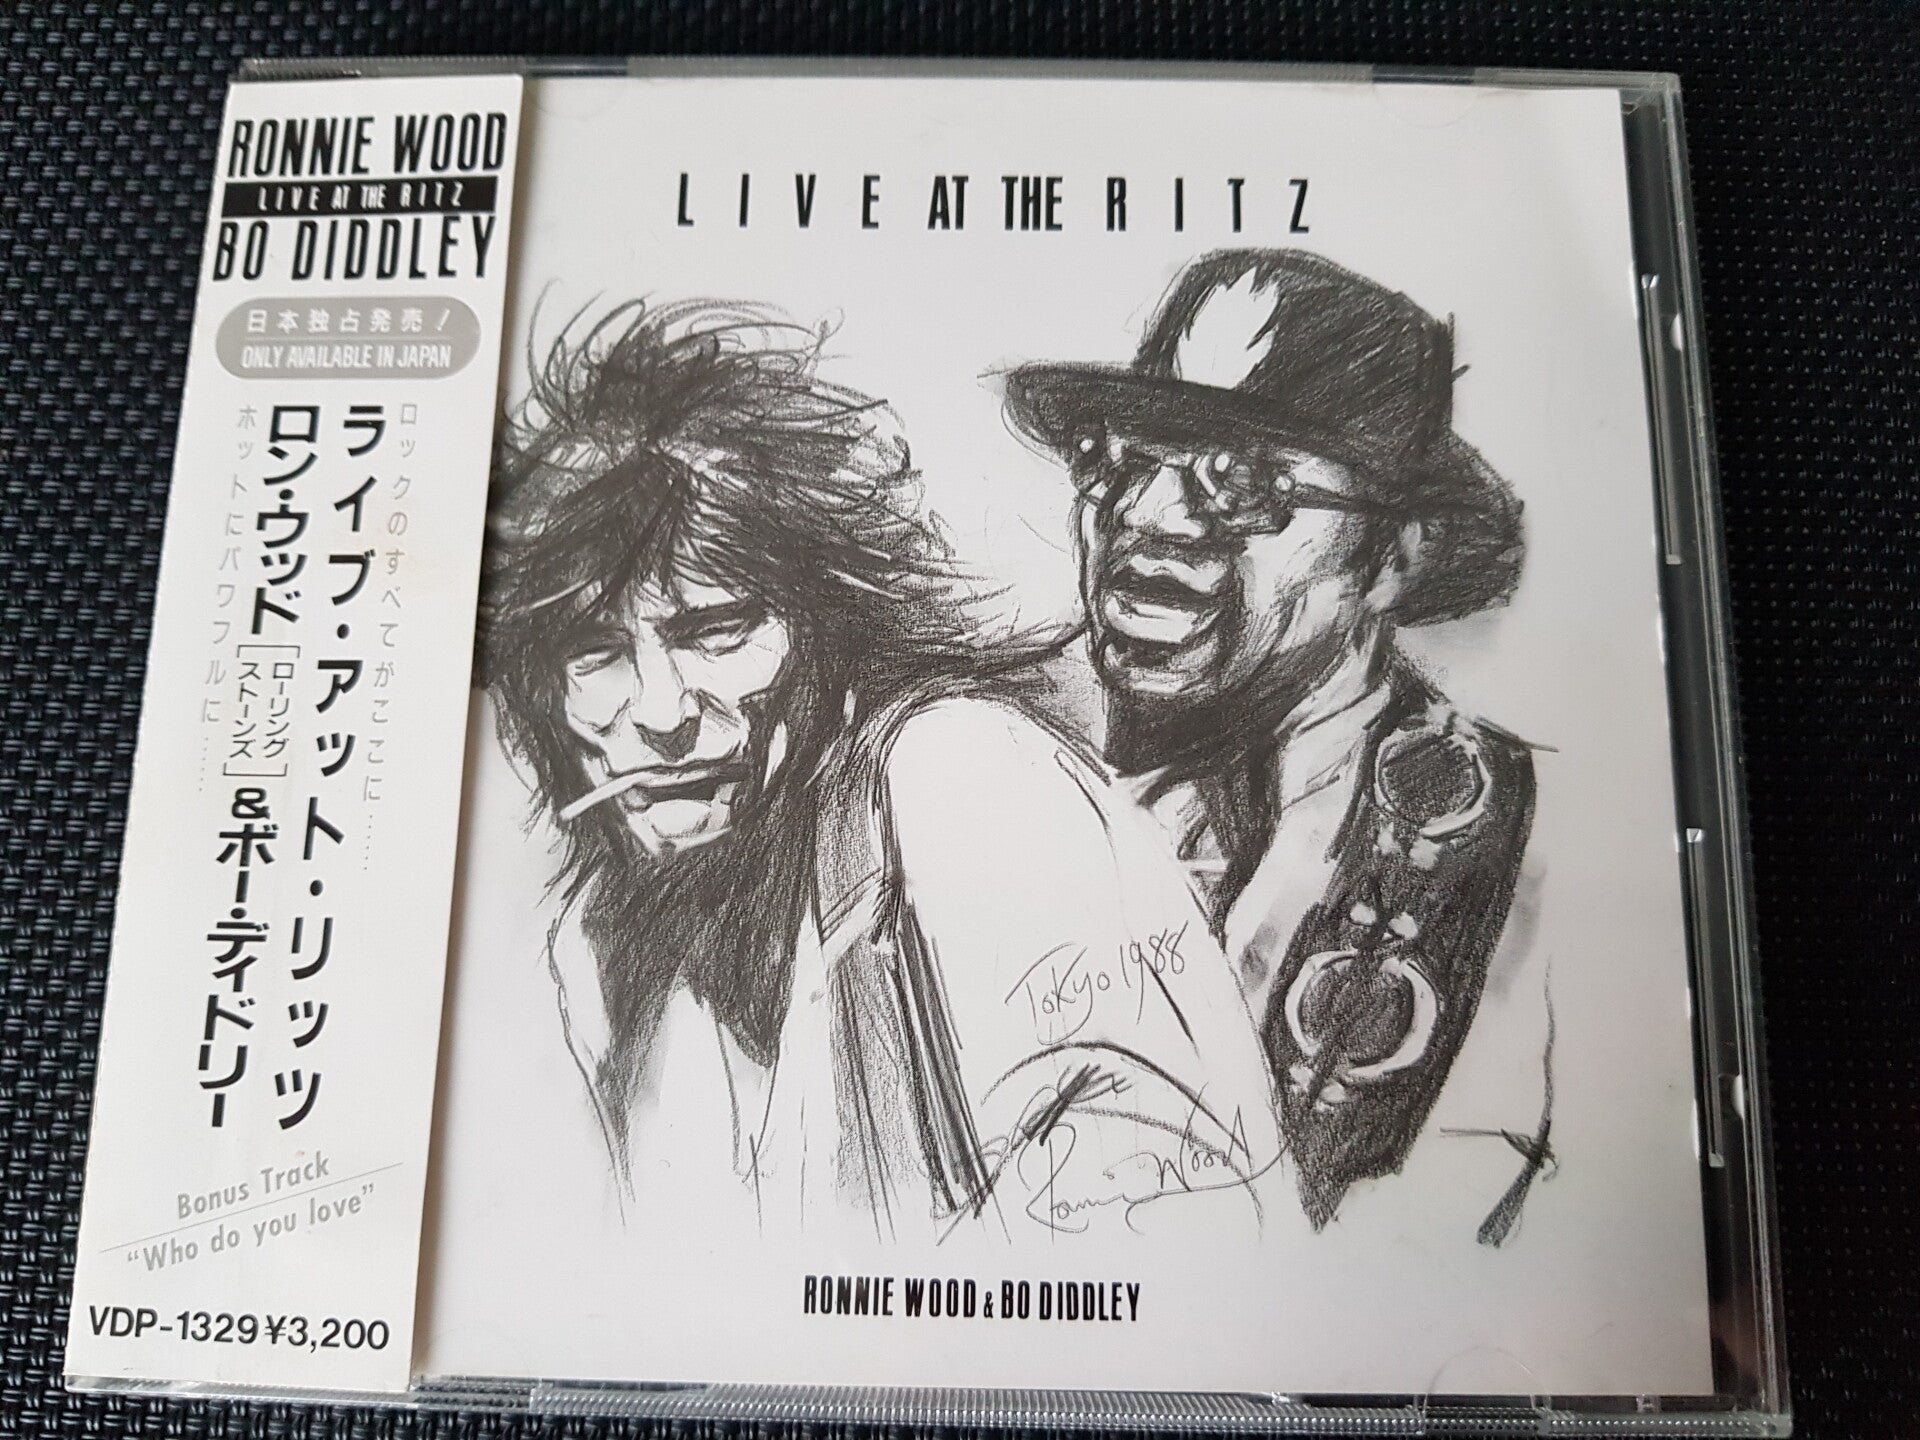 RONNIE WOOD
LIVE AT THE RITZ
BO DIDDLEY
日本独占発売！
ONLY AVAILABLE IN JAPAN
ロックのすべてがここに……
ライブ・アット・リッツ
ロン・ウッド[ローリングストーンズ]&ボー・ディドリー
ホットにパワフルに……
Bonus Track
“Who do you love”
VDP-1329 ¥3,200
LIVE AT THE RITZ
Tokyo 1988
Ronnie Wood
RONNIE WOOD & BO DIDDLEY